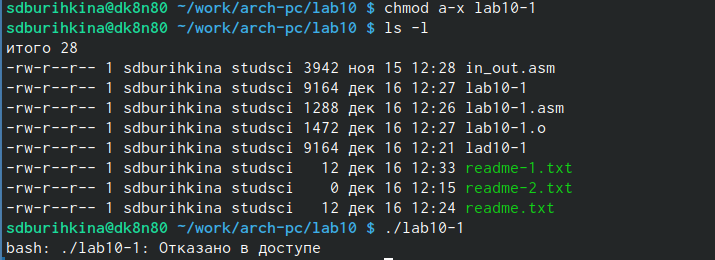 sdburihkina@dk8n80 ~/work/arch-pc/lab10 $ chmod a-x lab10-1
sdburihkina@dk8n80 ~/work/arch-pc/lab10 $ ls -l
итого 28
-rw-r--r-- 1 sdburihkina studsci 3942 ноя 15 12:28 in_out.asm
-rw-r--r-- 1 sdburihkina studsci 9164 дек 16 12:27 lab10-1
-rw-r--r-- 1 sdburihkina studsci 1288 дек 16 12:26 lab10-1.asm
-rw-r--r-- 1 sdburihkina studsci 1472 дек 16 12:27 lab10-1.o
-rw-r--r-- 1 sdburihkina studsci 9164 дек 16 12:21 lad10-1
-rw-r--r-- 1 sdburihkina studsci   12 дек 16 12:33 readme-1.txt
-rw-r--r-- 1 sdburihkina studsci    0 дек 16 12:15 readme-2.txt
-rw-r--r-- 1 sdburihkina studsci   12 дек 16 12:24 readme.txt
sdburihkina@dk8n80 ~/work/arch-pc/lab10 $ ./lab10-1
bash: ./lab10-1: Отказано в доступе